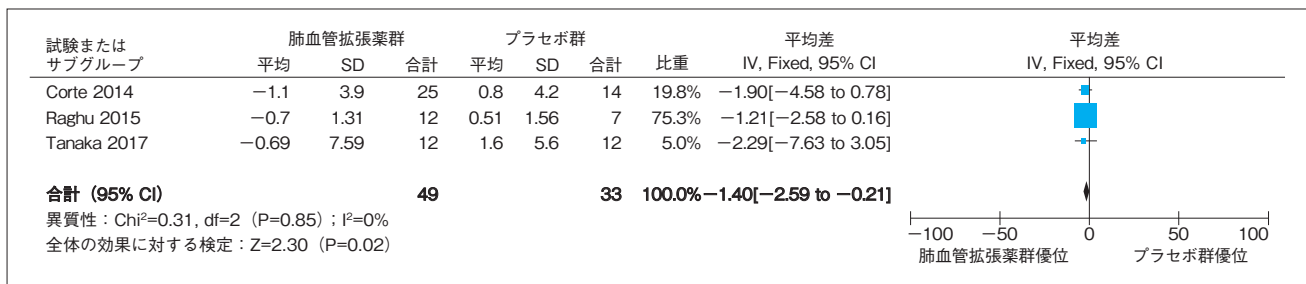 試験または 肺血管拡張薬群 プラセボ群 平均差 平均差
サブグループ 平均 SD 合計 平均 SD 合計 比重 IV, Fixed, 95% CI IV, Fixed, 95% CI
Corte 2014 −1.1 3.9 25 0.8 4.2 14 19.8% −1.90[−4.58 to 0.78]
Raghu 2015 −0.7 1.31 12 0.51 1.56 7 75.3% −1.21[−2.58 to 0.16]
Tanaka 2017 −0.69 7.59 12 1.6 5.6 12 5.0% −2.29[−7.63 to 3.05]
合計（95% CI） 49 33 100.0% −1.40[−2.59 to −0.21]
異質性：Chi²=0.31, df=2（P=0.85）; I²=0%
全体の効果に対する検定：Z=2.30（P=0.02）
−100 −50 0 50 100
肺血管拡張薬群優位 プラセボ群優位